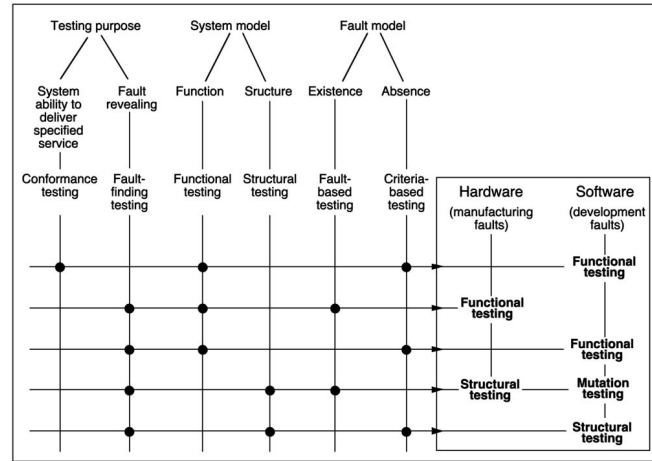 Testing purpose System model Fault model
System ability to deliver specified service
Fault revealing
Function Sructure Existence Absence
Conformance testing
Fault-finding testing
Functional testing
Structural testing
Fault-based testing
Criteria-based testing
Hardware
(manufacturing faults)
Software
(development faults)
Functional testing
Functional testing
Functional testing
Structural testing
Mutation testing
Structural testing